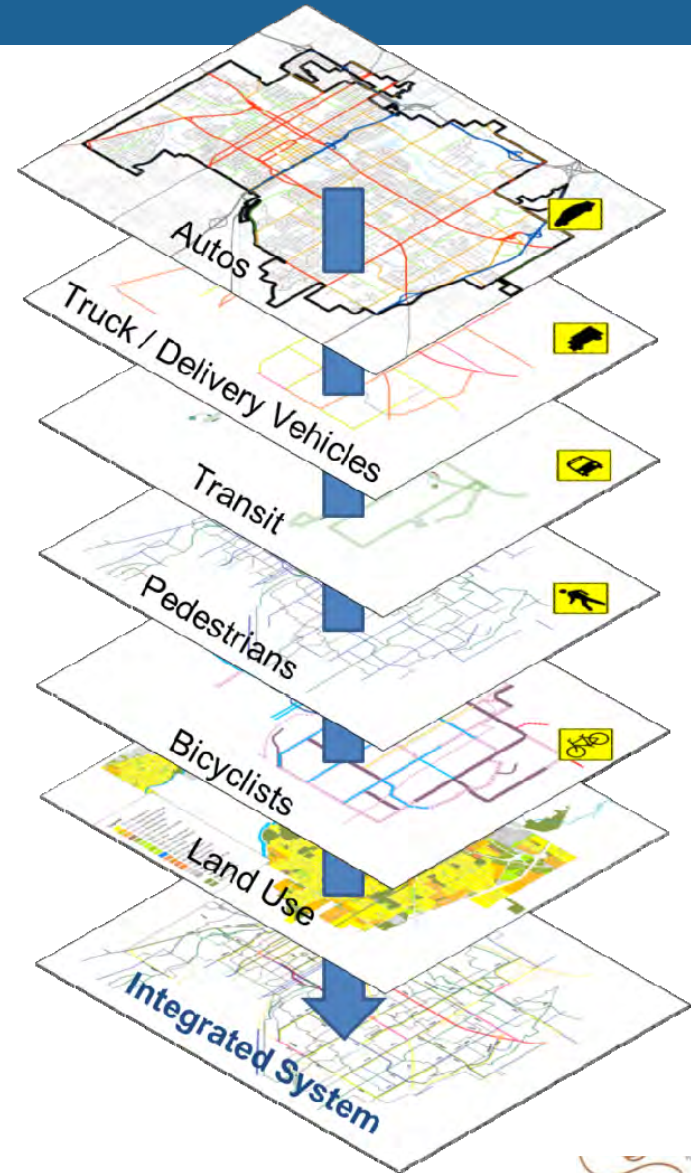 Autos
Truck / Delivery Vehicles
Transit
Pedestrians
Bicyclists
Land Use
Integrated System